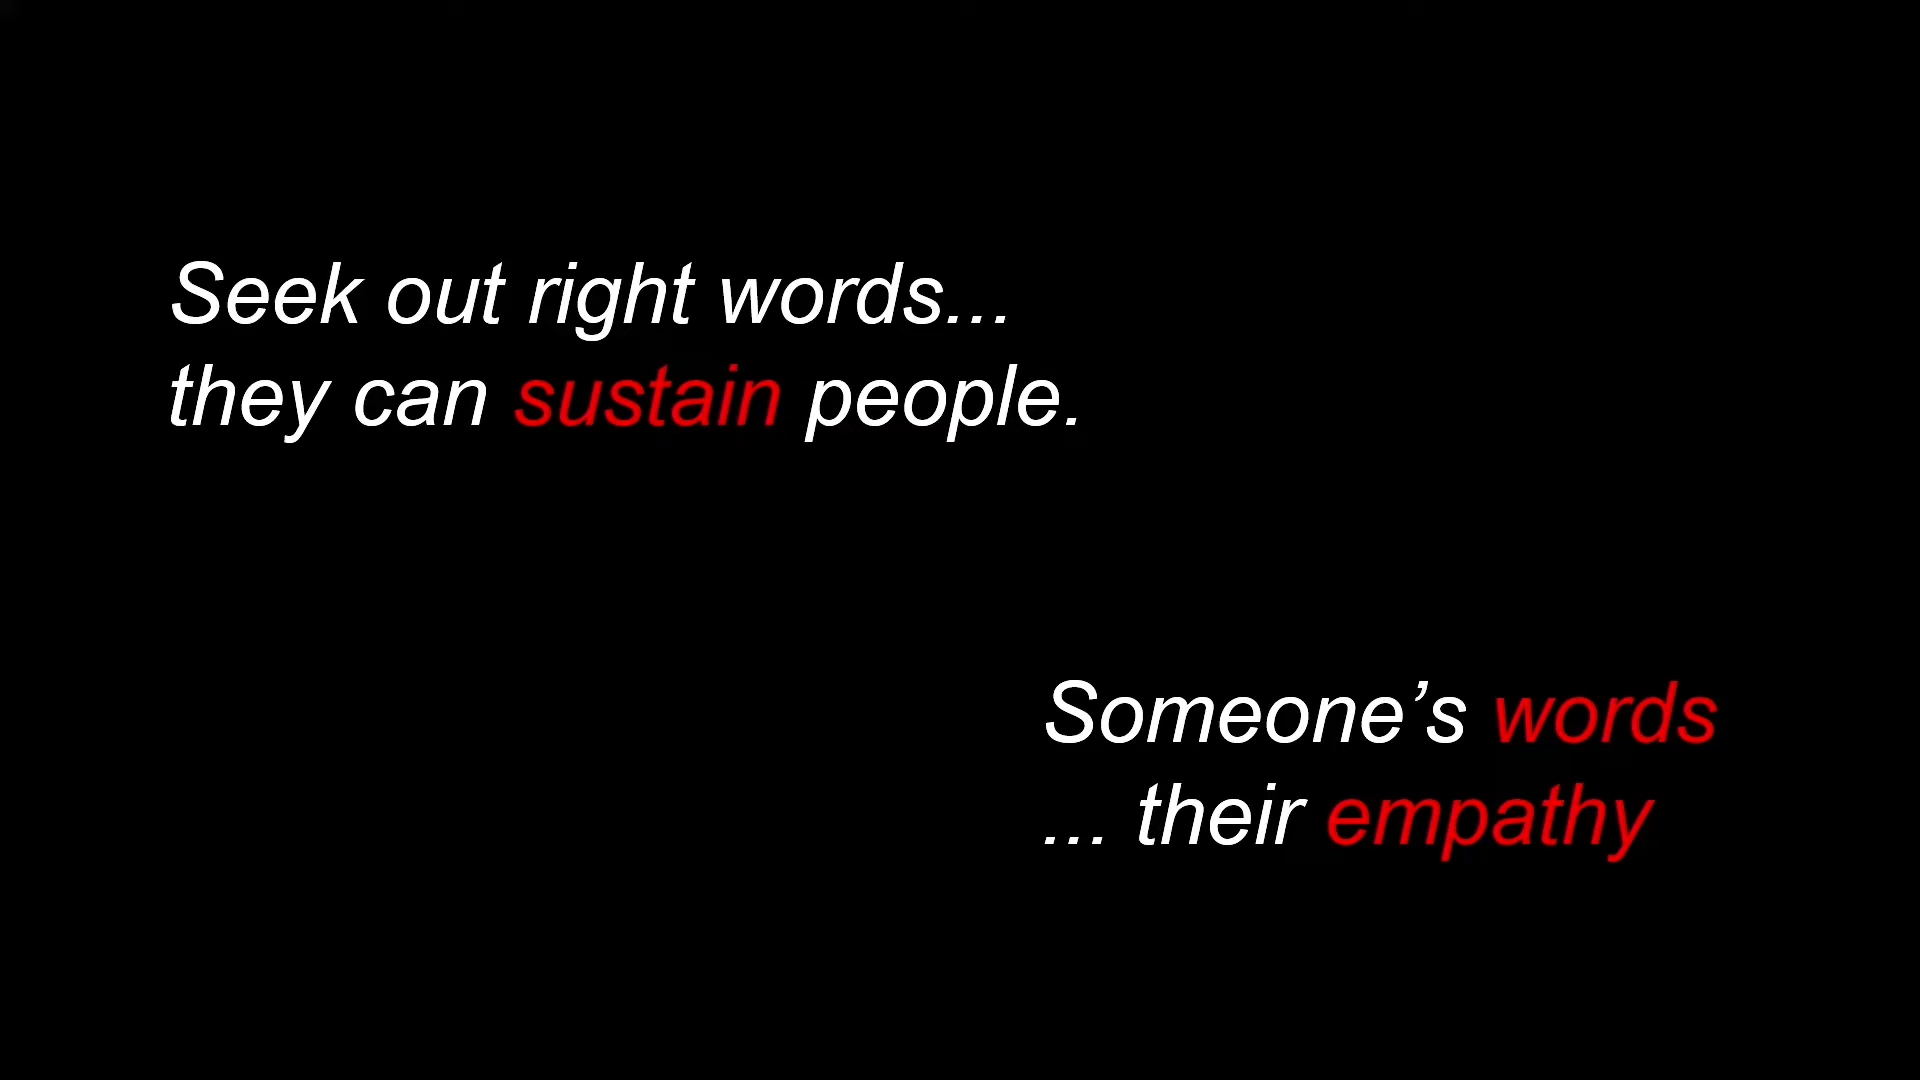 Seek out right words...
they can sustain people.
Someone’s words
... their empathy